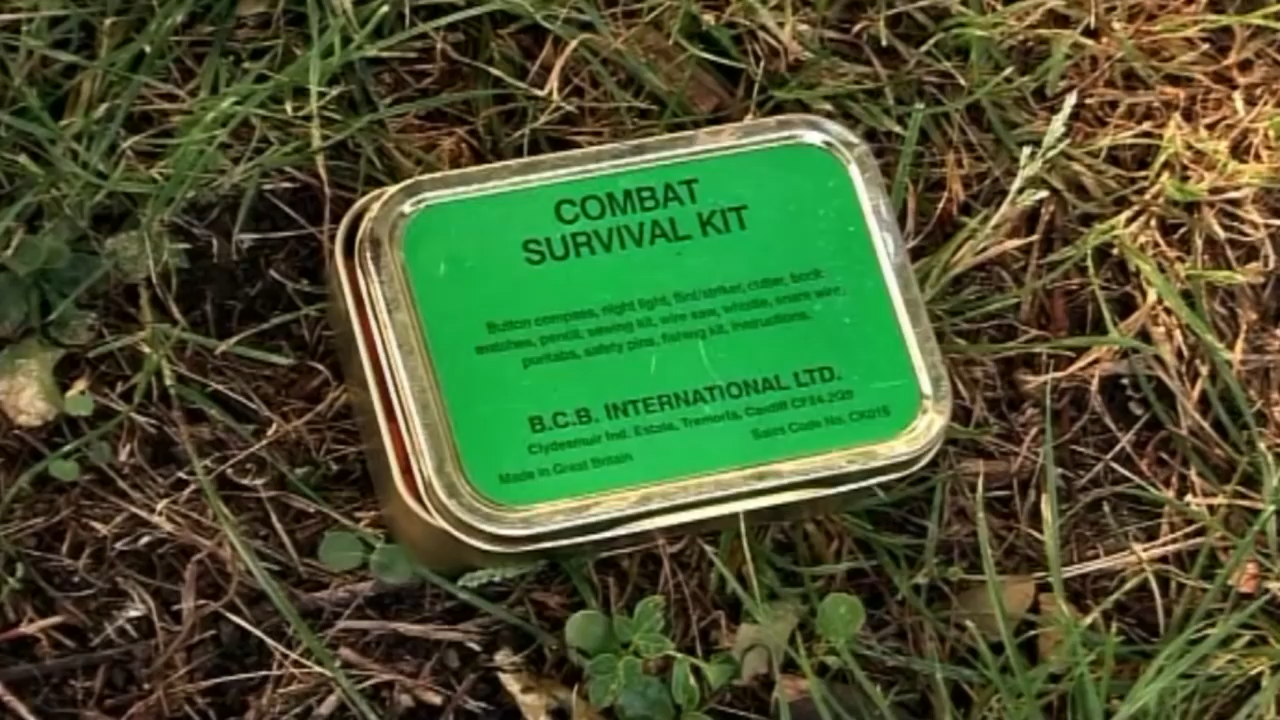 COMBAT
SURVIVAL KIT
Button compass, night light, flint/striker, cutter, book
matches, pencil, sewing kit, wire saw, whistle, snare wire,
puritabs, safety pins, fishing kit, instructions.
B.C.B. INTERNATIONAL LTD.
Clydesmuir Ind. Estate, Tremorfa, Cardiff CF24
Sales Code No.
Made in Great Britain